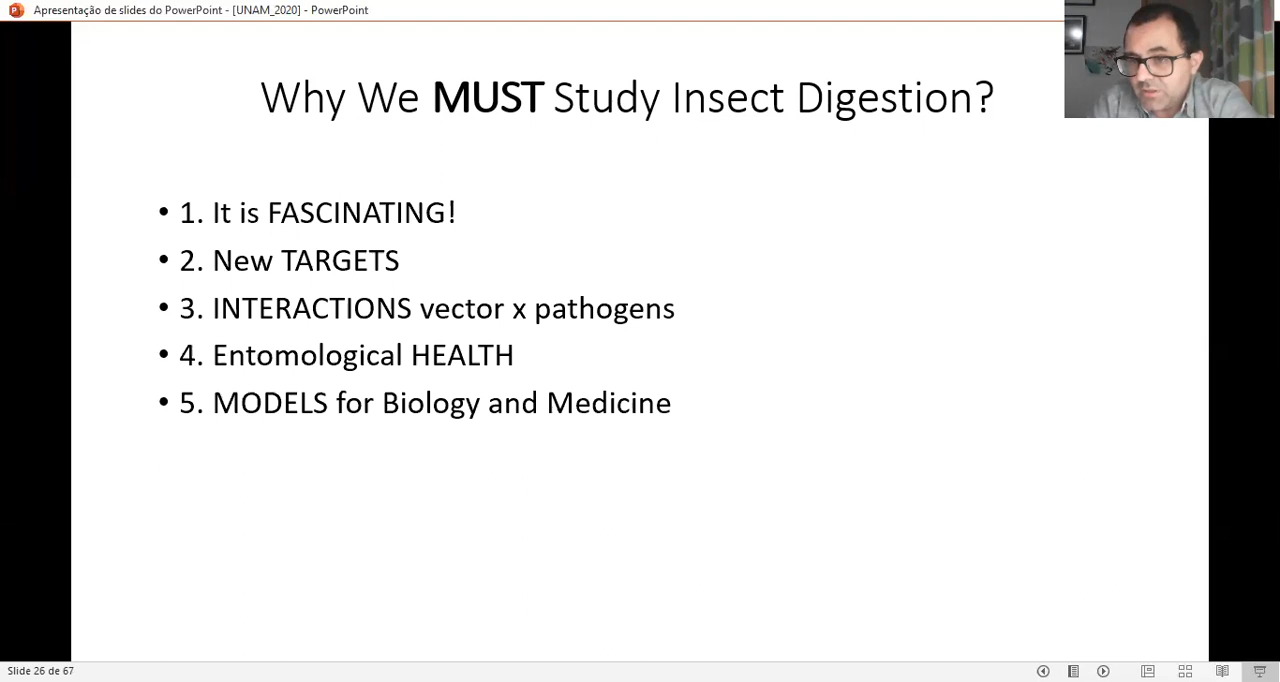 Apresentação de slides do PowerPoint - [UNAM_2020] - PowerPoint
Why We MUST Study Insect Digestion?
• 1. It is FASCINATING!
• 2. New TARGETS
• 3. INTERACTIONS vector x pathogens
• 4. Entomological HEALTH
• 5. MODELS for Biology and Medicine
Slide 26 de 67